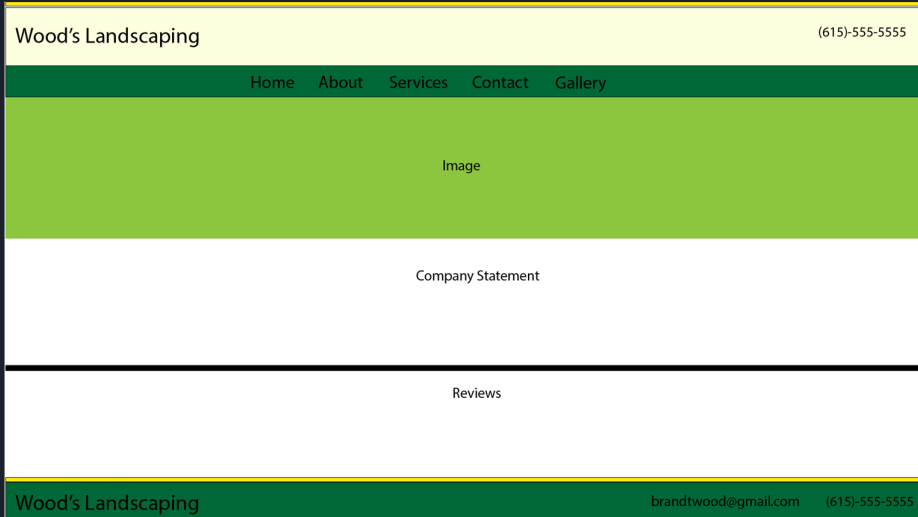 Wood's Landscaping
(615)-555-5555
Home About Services Contact Gallery
Image
Company Statement
Reviews
Wood's Landscaping brandtwood@gmail.com (615)-555-5555